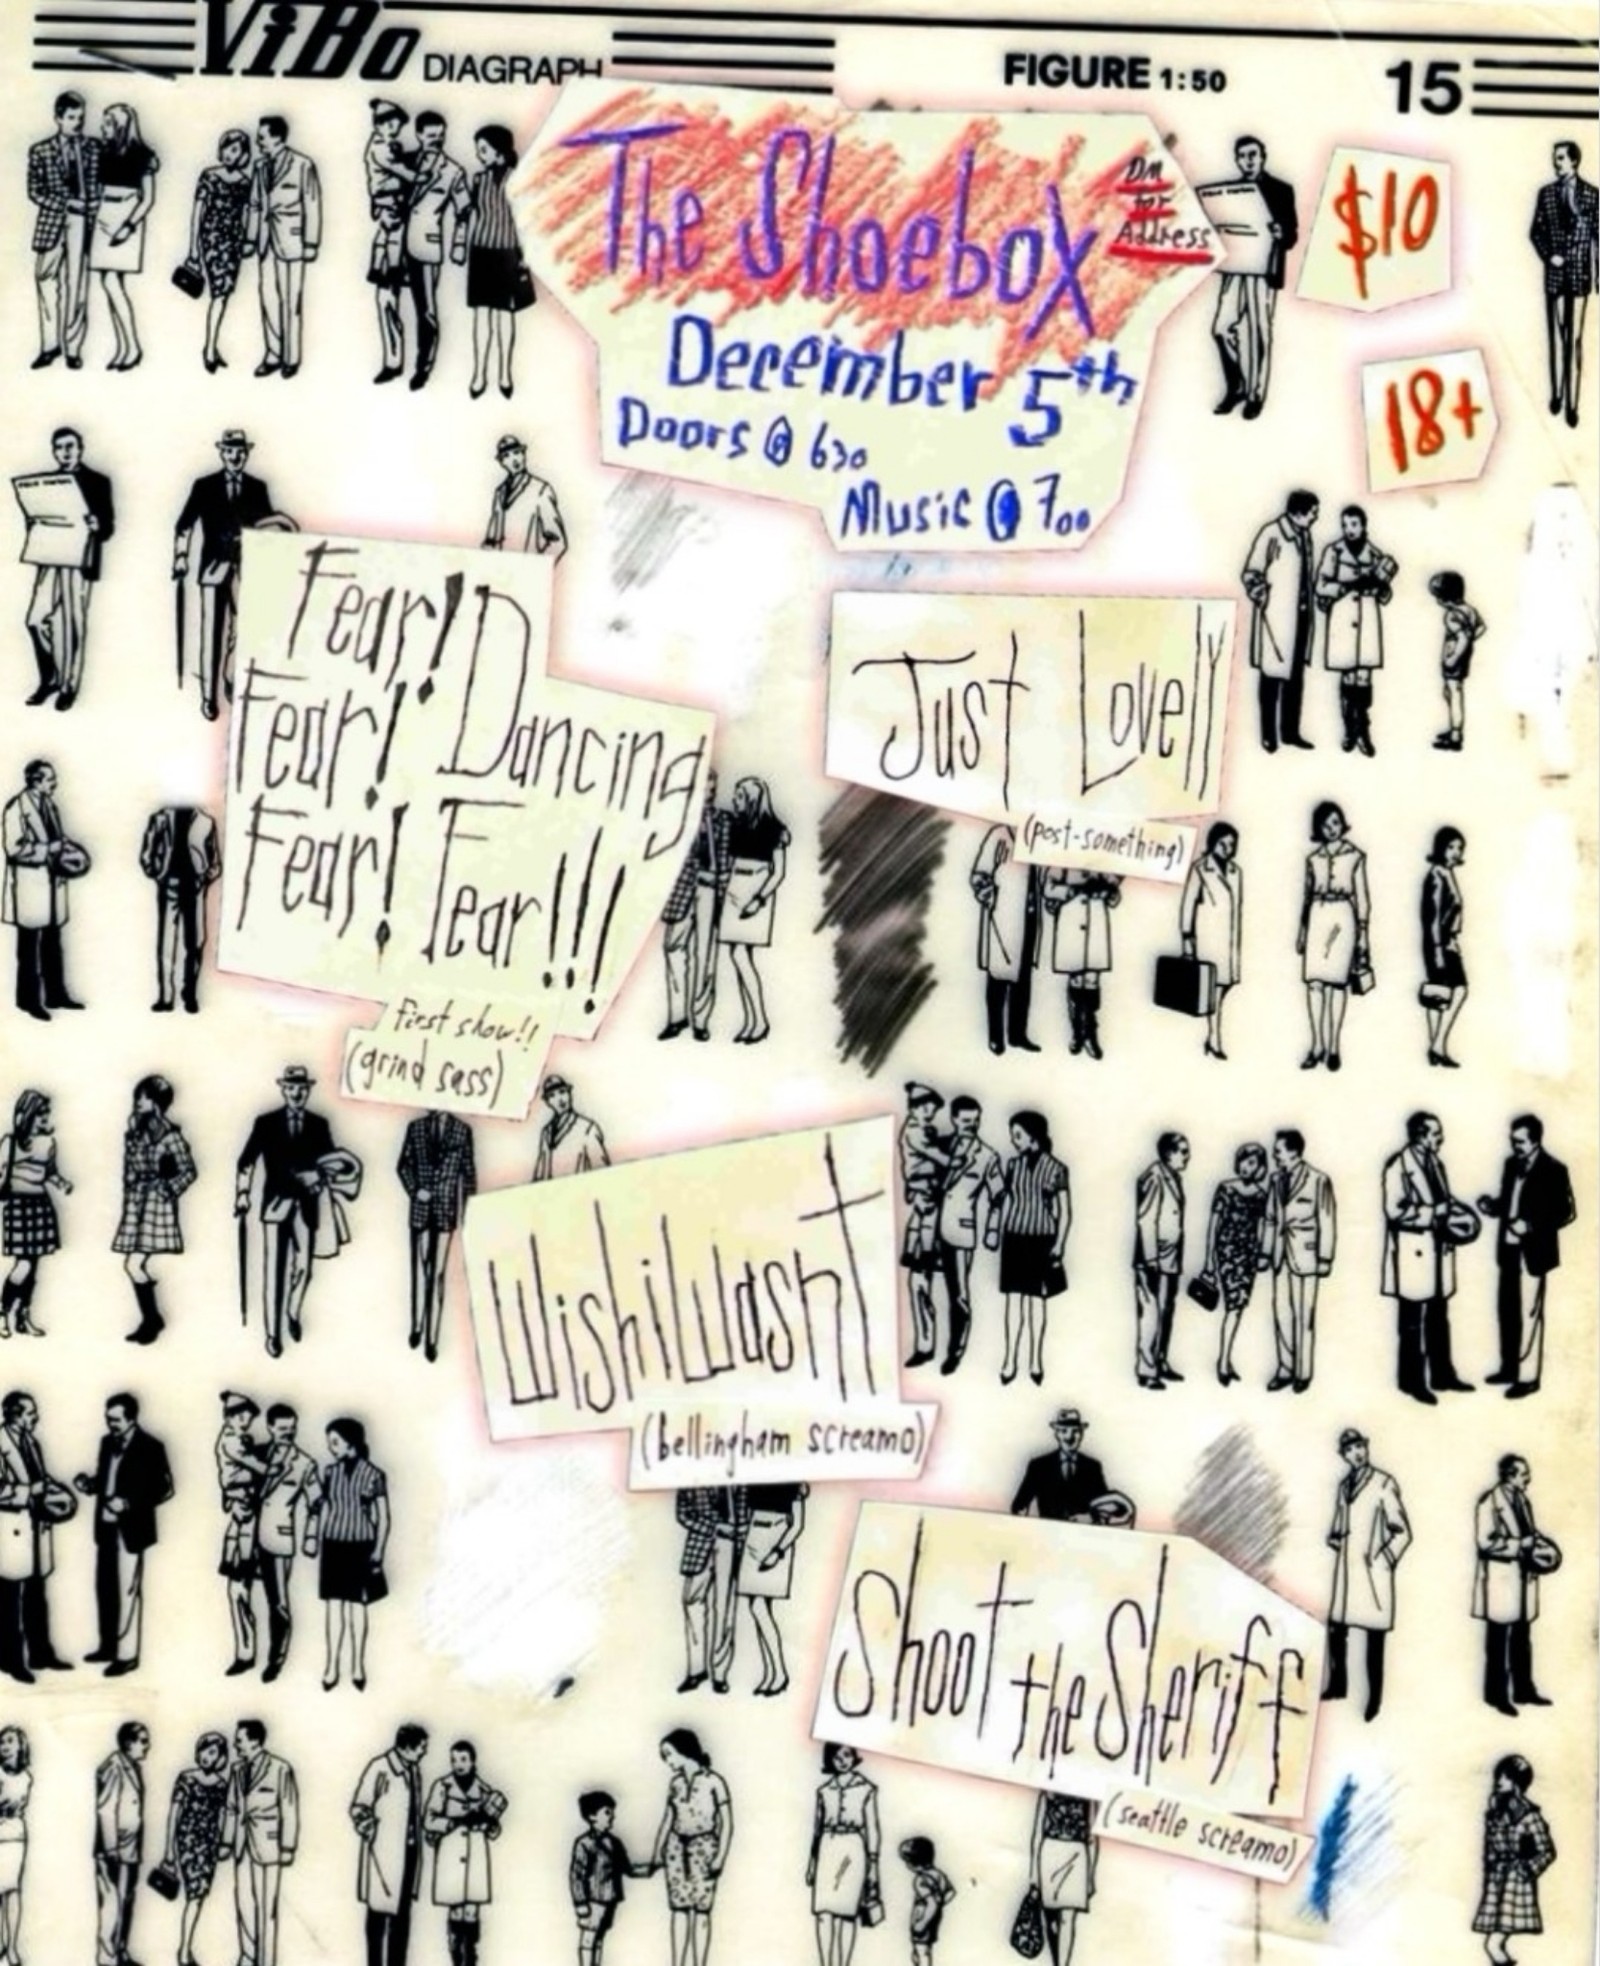 ViBo DIAGRAPH FIGURE 1:50 15
The Shoebox
DM
for
Address
$10
18+
December 5th
Doors @ 630
Music @ 700
Fear! Dancing
Fear!
Fear! Fear!!!
first show!!
(grind sass)
Just Lovely
(post-something)
Wishiwasnt
(bellingham screamo)
Shoot the Sheriff
(seattle screamo)